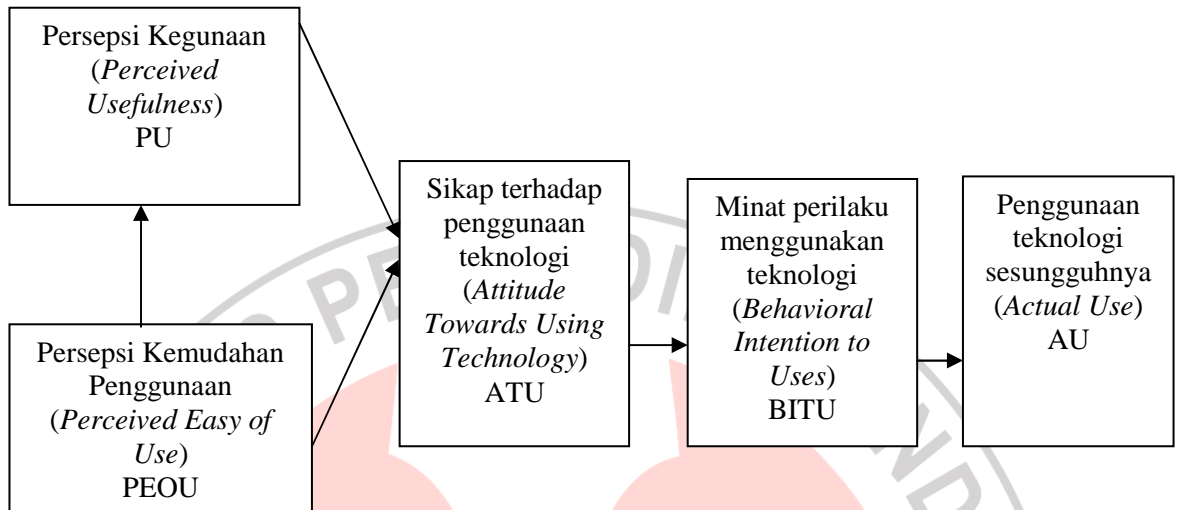 Persepsi Kegunaan
(Perceived
Usefulness)
PU
Persepsi Kemudahan
Penggunaan
(Perceived Easy of
Use)
PEOU
Sikap terhadap
penggunaan
teknologi
(Attitude
Towards Using
Technology)
ATU
Minat perilaku
menggunakan
teknologi
(Behavioral
Intention to
Uses)
BITU
Penggunaan
teknologi
sesungguhnya
(Actual Use)
AU